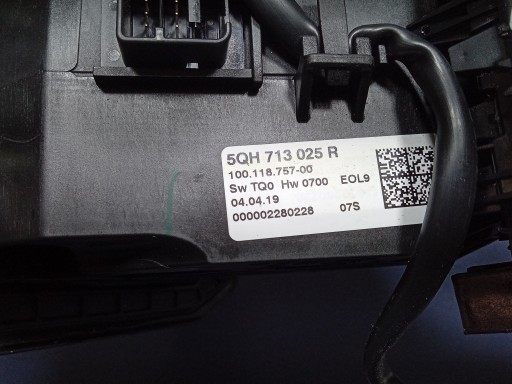 5QH 713 025 R
100.118.757-00
Sw TQ0 Hw 0700 EOL9
04.04.19
000002280228 07S